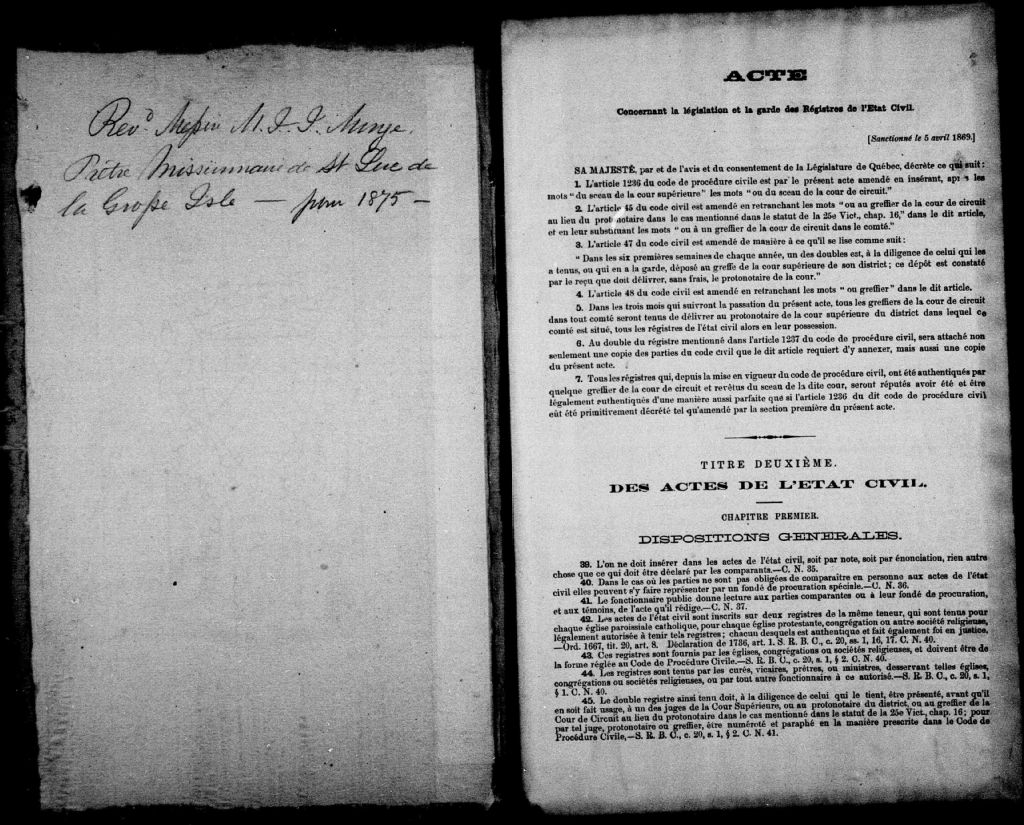 Revd Messire M. I. I. Minge.
Prêtre Missionnaire de St Luc de
la Grosse Isle — pour 1875 —
ACTE
Concernant la législation et la garde des Régistres de l'Etat Civil.
[Sanctionné le 5 avril 1869.]
SA MAJESTÉ, par et de l'avis et du consentement de la Législature de Québec, décrète ce qui suit:
1. L'article 1236 du code de procédure civile est par le présent acte amendé en insérant, après les
mots "du sceau de la cour supérieure" les mots "ou du sceau de la cour de circuit."
2. L'article 45 du code civil est amendé en retranchant les mots "ou au greffier de la cour de circuit
au lieu du protonotaire dans le cas mentionné dans le statut de la 25e Vict., chap. 16," dans le dit article,
et en leur substituant les mots "ou à un greffier de la cour de circuit dans le comté."
3. L'article 47 du code civil est amendé de manière à ce qu'il se lise comme suit:
"Dans les six premières semaines de chaque année, un des doubles est, à la diligence de celui qui les
a tenus, ou qui en a la garde, déposé au greffe de la cour supérieure de son district; ce dépôt est constaté
par le reçu que doit délivrer, sans frais, le protonotaire de la cour."
4. L'article 48 du code civil est amendé en retranchant les mots "ou greffier" dans le dit article.
5. Dans les trois mois qui suivront la passation du présent acte, tous les greffiers de la cour de circuit
dans tout comté seront tenus de délivrer au protonotaire de la cour supérieure du district dans lequel ce
comté est situé, tous les régistres de l'état civil alors en leur possession.
6. Au double du régistre mentionné dans l'article 1237 du code de procédure civil, sera attaché non
seulement une copie des parties du code civil que le dit article requiert d'y annexer, mais aussi une copie
du présent acte.
7. Tous les régistres qui, depuis la mise en vigueur du code de procédure civil, ont été authentiqués par
quelque greffier de la cour de circuit et revêtus du sceau de la dite cour, seront réputés avoir été et être
légalement authentiqués d'une manière aussi parfaite que si l'article 1236 du dit code de procédure civil
eût été primitivement décrété tel qu'amendé par la section première du présent acte.
TITRE DEUXIÈME.
DES ACTES DE L'ETAT CIVIL.
CHAPITRE PREMIER.
DISPOSITIONS GENERALES.
39. L'on ne doit insérer dans les actes de l'état civil, soit par note, soit par énonciation, rien autre
chose que ce qui doit être déclaré par les comparants.—C. N. 35.
40. Dans le cas où les parties ne sont pas obligées de comparaître en personne aux actes de l'état
civil elles peuvent s'y faire représenter par un fondé de procuration spéciale.—C. N. 36.
41. Le fonctionnaire public donne lecture aux parties comparantes ou à leur fondé de procuration,
et aux témoins, de l'acte qu'il rédige.—C. N. 37.
42. Les actes de l'état civil sont inscrits sur deux registres de la même teneur, qui sont tenus pour
chaque église paroissiale catholique, pour chaque église protestante, congrégation ou autre société religieuse,
légalement autorisée à tenir tels registres; chacun desquels est authentique et fait également foi en justice.
—Ord. 1667, tit. 20, art. 8. Déclaration de 1736, art. 1. S. R. B. C., c. 20, ss. 1, 16, 17. C. N. 40.
43. Ces registres sont fournis par les églises, congrégations ou sociétés religieuses, et doivent être de
la forme réglée au Code de Procédure Civile.—S. R. B. C., c. 20, s. 1, § 2. C. N. 40.
44. Les registres sont tenus par les curés, vicaires, prêtres, ou ministres, desservant telles églises,
congrégations ou sociétés religieuses, ou par tout autre fonctionnaire à ce autorisé.—S. R. B. C., c. 20, s. 1,
§ 1. C. N. 40.
45. Le double registre ainsi tenu doit, à la diligence de celui qui le tient, être présenté, avant qu'il
en soit fait usage, à un des juges de la Cour Supérieure, ou au protonotaire du district, ou au greffier de la
Cour de Circuit au lieu du protonotaire dans le cas mentionné dans le statut de la 25e Vict., chap. 16; pour
par tel juge, protonotaire ou greffier, être numéroté et paraphé en la manière prescrite dans le Code de
Procédure Civile,—S. R. B. C., c. 20, s. 1, § 2. C. N. 41.